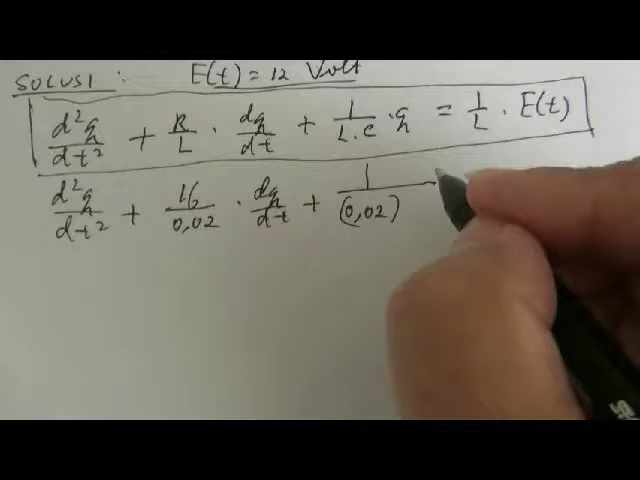 SOLUSI : E(t) = 12 Volt
d²q/dt² + R/L · dq/dt + 1/L.C · q = 1/L · E(t)
d²q/dt² + 16/0,02 · dq/dt + 1/(0,02)